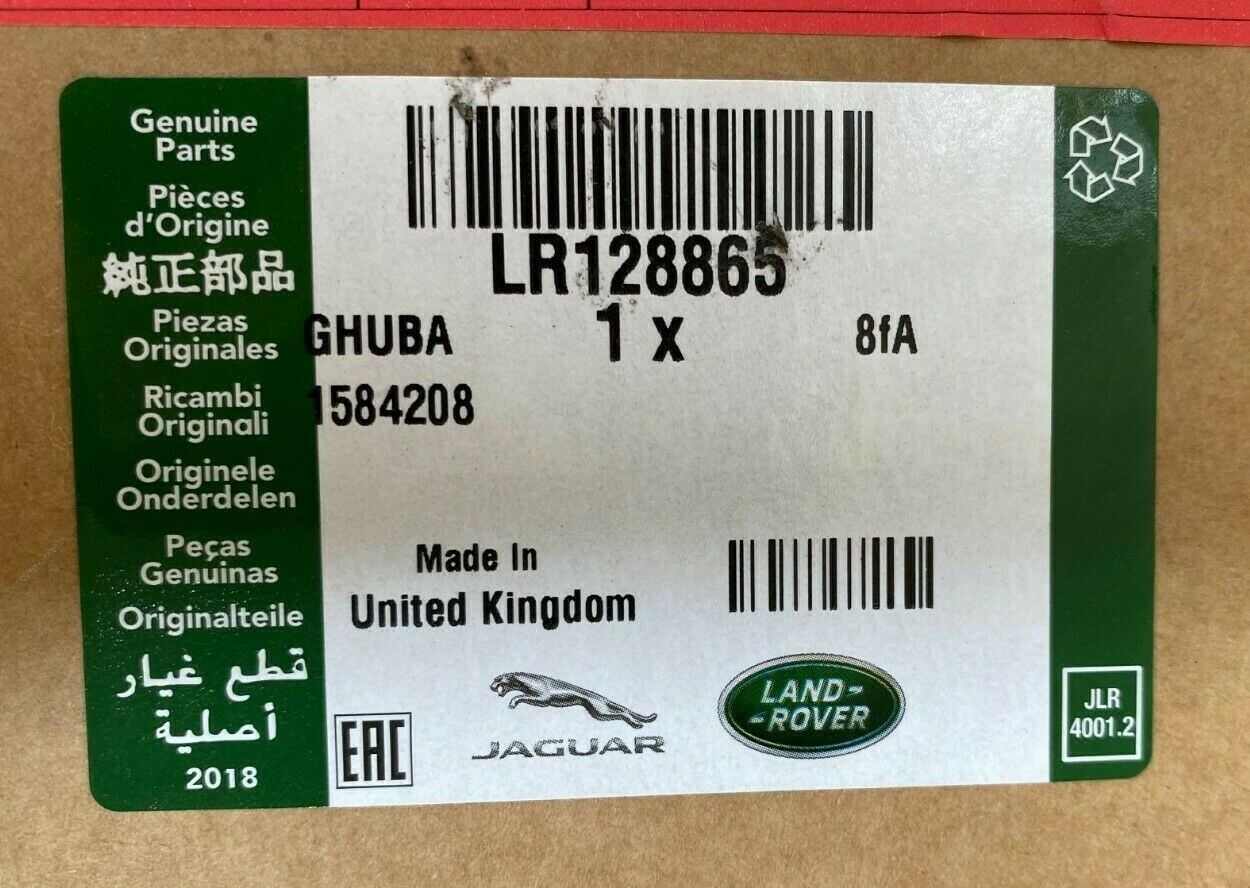 Genuine
Parts
Pièces
d'Origine
純正部品
Piezas
Originales
Ricambi
Originali
Originele
Onderdelen
Peças
Genuinas
Originalteile
قطع غيار
أصلية
2018
LR128865
GHUBA 1 x 8fA
1584208
Made In
United Kingdom
EAC
JAGUAR
LAND-
-ROVER
JLR
4001.2